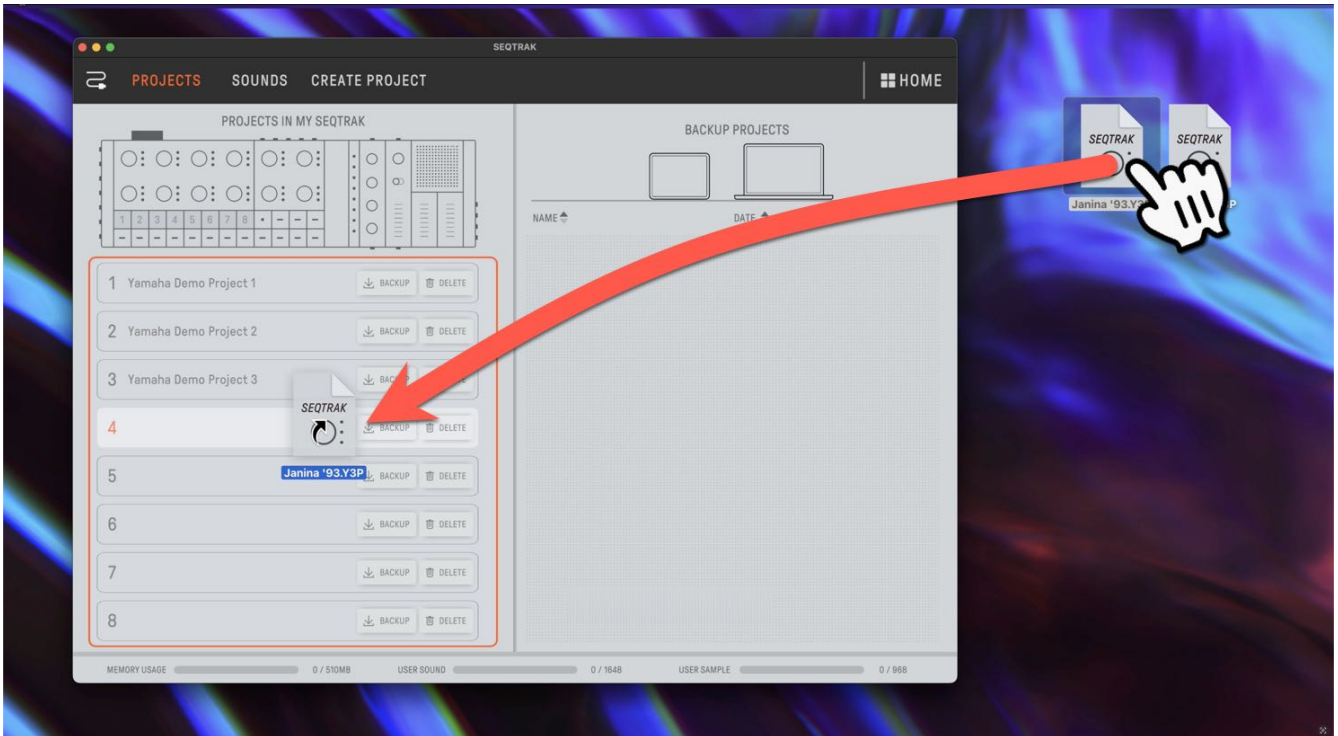 SEQTRAK
PROJECTS SOUNDS CREATE PROJECT HOME
PROJECTS IN MY SEQTRAK
1 2 3 4 5 6 7 8
BACKUP PROJECTS
NAME DATE
1 Yamaha Demo Project 1 BACKUP DELETE
2 Yamaha Demo Project 2 BACKUP DELETE
3 Yamaha Demo Project 3
4 BACKUP DELETE
5 BACKUP DELETE
6 BACKUP DELETE
7 BACKUP DELETE
8 BACKUP DELETE
SEQTRAK
Janina '93.Y3P
MEMORY USAGE 0 / 510MB USER SOUND 0 / 1648 USER SAMPLE 0 / 968
SEQTRAK SEQTRAK
Janina '93